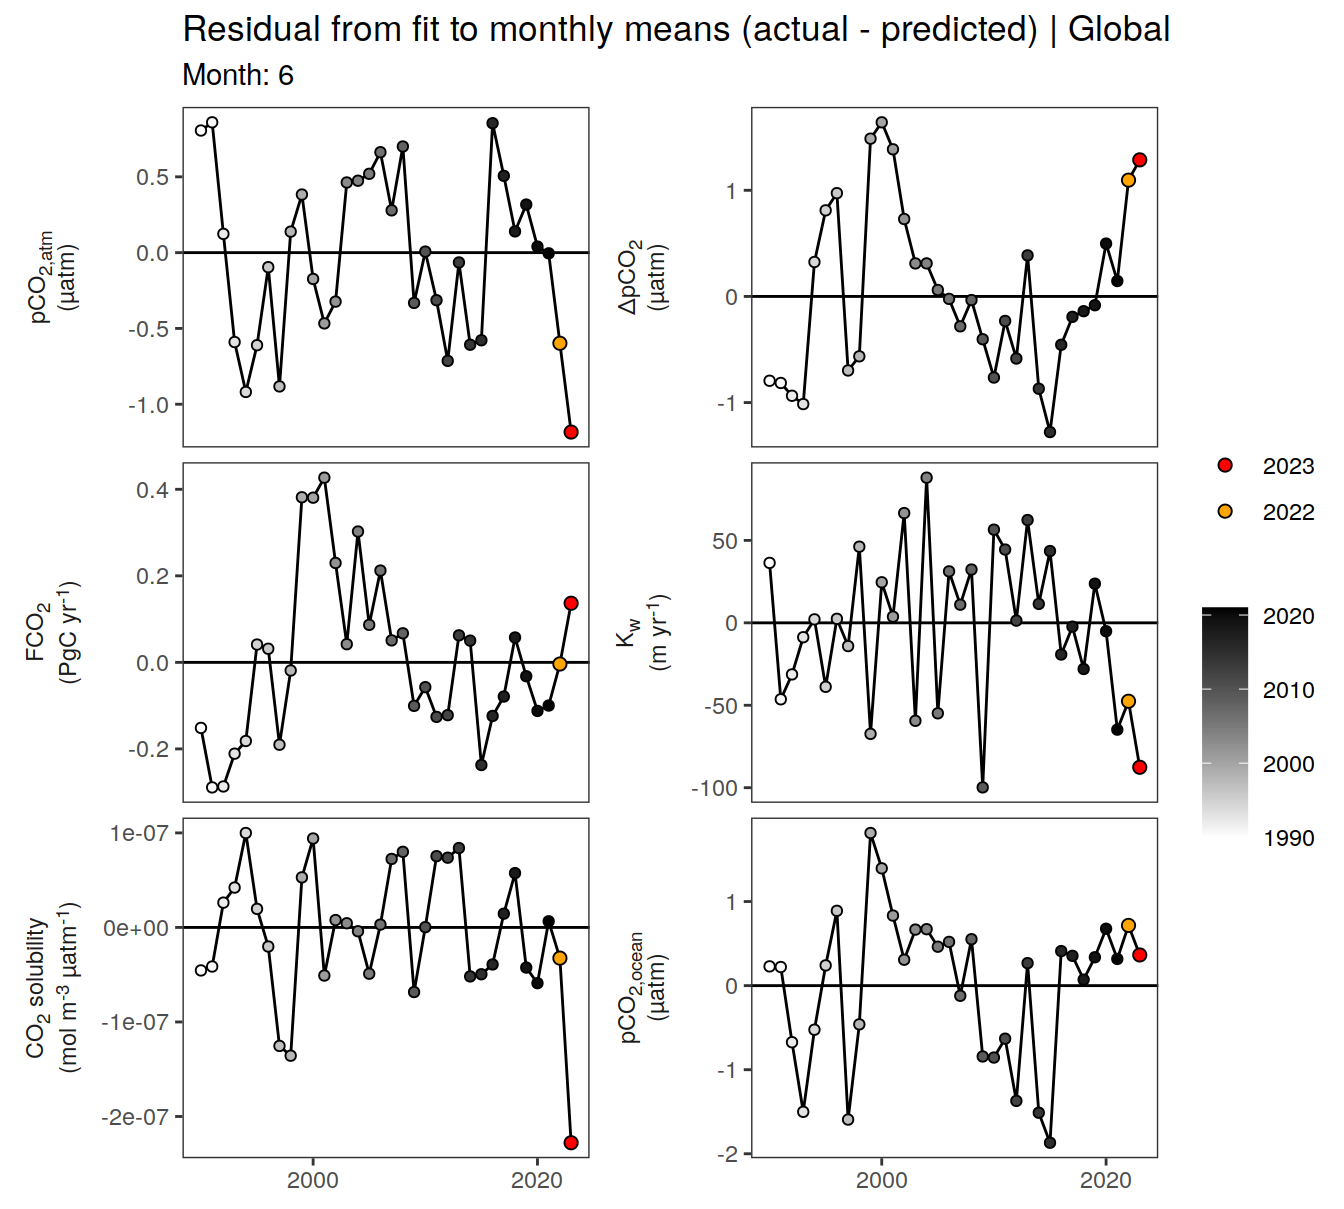 Residual from fit to monthly means (actual - predicted) | Global
Month: 6
pCO2,atm
(µatm)
0.5
0.0
-0.5
-1.0
ΔpCO2
(µatm)
1
0
-1
FCO2
(PgC yr-1)
0.4
0.2
0.0
-0.2
Kw
(m yr-1)
50
0
-50
-100
CO2 solubility
(mol m-3 µatm-1)
1e-07
0e+00
-1e-07
-2e-07
2000
2020
pCO2,ocean
(µatm)
1
0
-1
-2
2000
2020
2023
2022
2020
2010
2000
1990